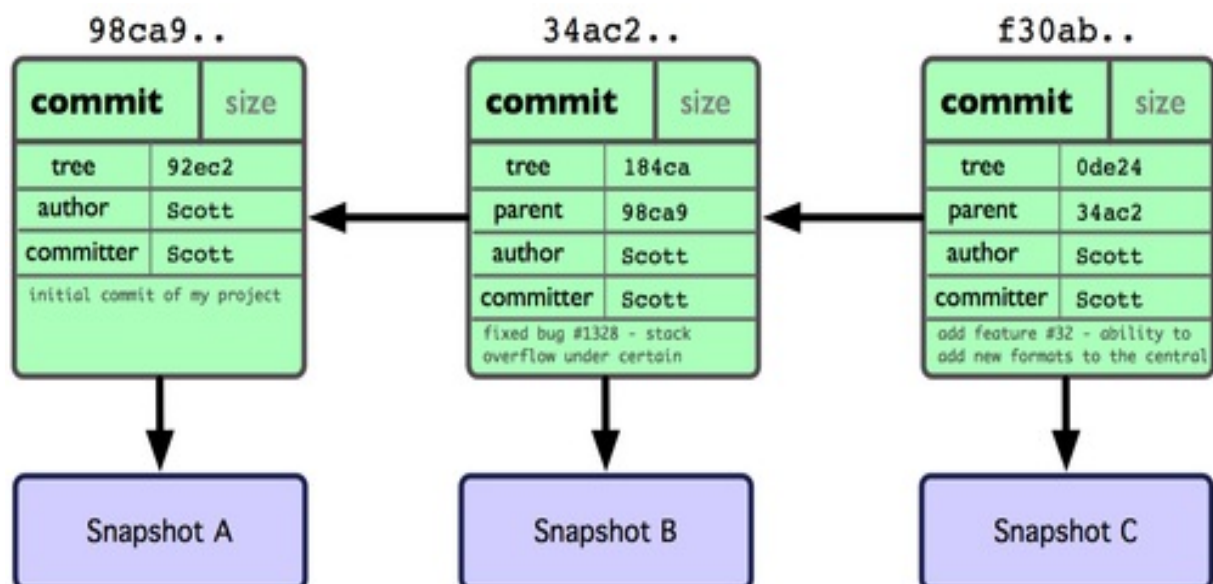 98ca9..
34ac2..
f30ab..
commit size
tree 92ec2
author Scott
committer Scott
initial commit of my project
commit size
tree 184ca
parent 98ca9
author Scott
committer Scott
fixed bug #1328 - stack
overflow under certain
commit size
tree 0de24
parent 34ac2
author Scott
committer Scott
add feature #32 - ability to
add new formats to the central
Snapshot A
Snapshot B
Snapshot C